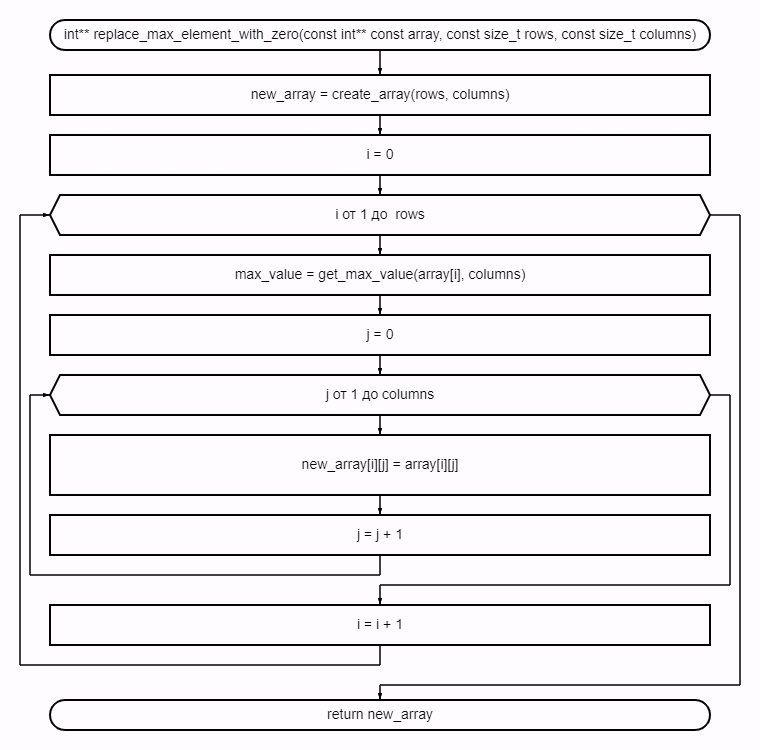 int** replace_max_element_with_zero(const int** const array, const size_t rows, const size_t columns)
new_array = create_array(rows, columns)
i = 0
i от 1 до  rows
max_value = get_max_value(array[i], columns)
j = 0
j от 1 до columns
new_array[i][j] = array[i][j]
j = j + 1
i = i + 1
return new_array